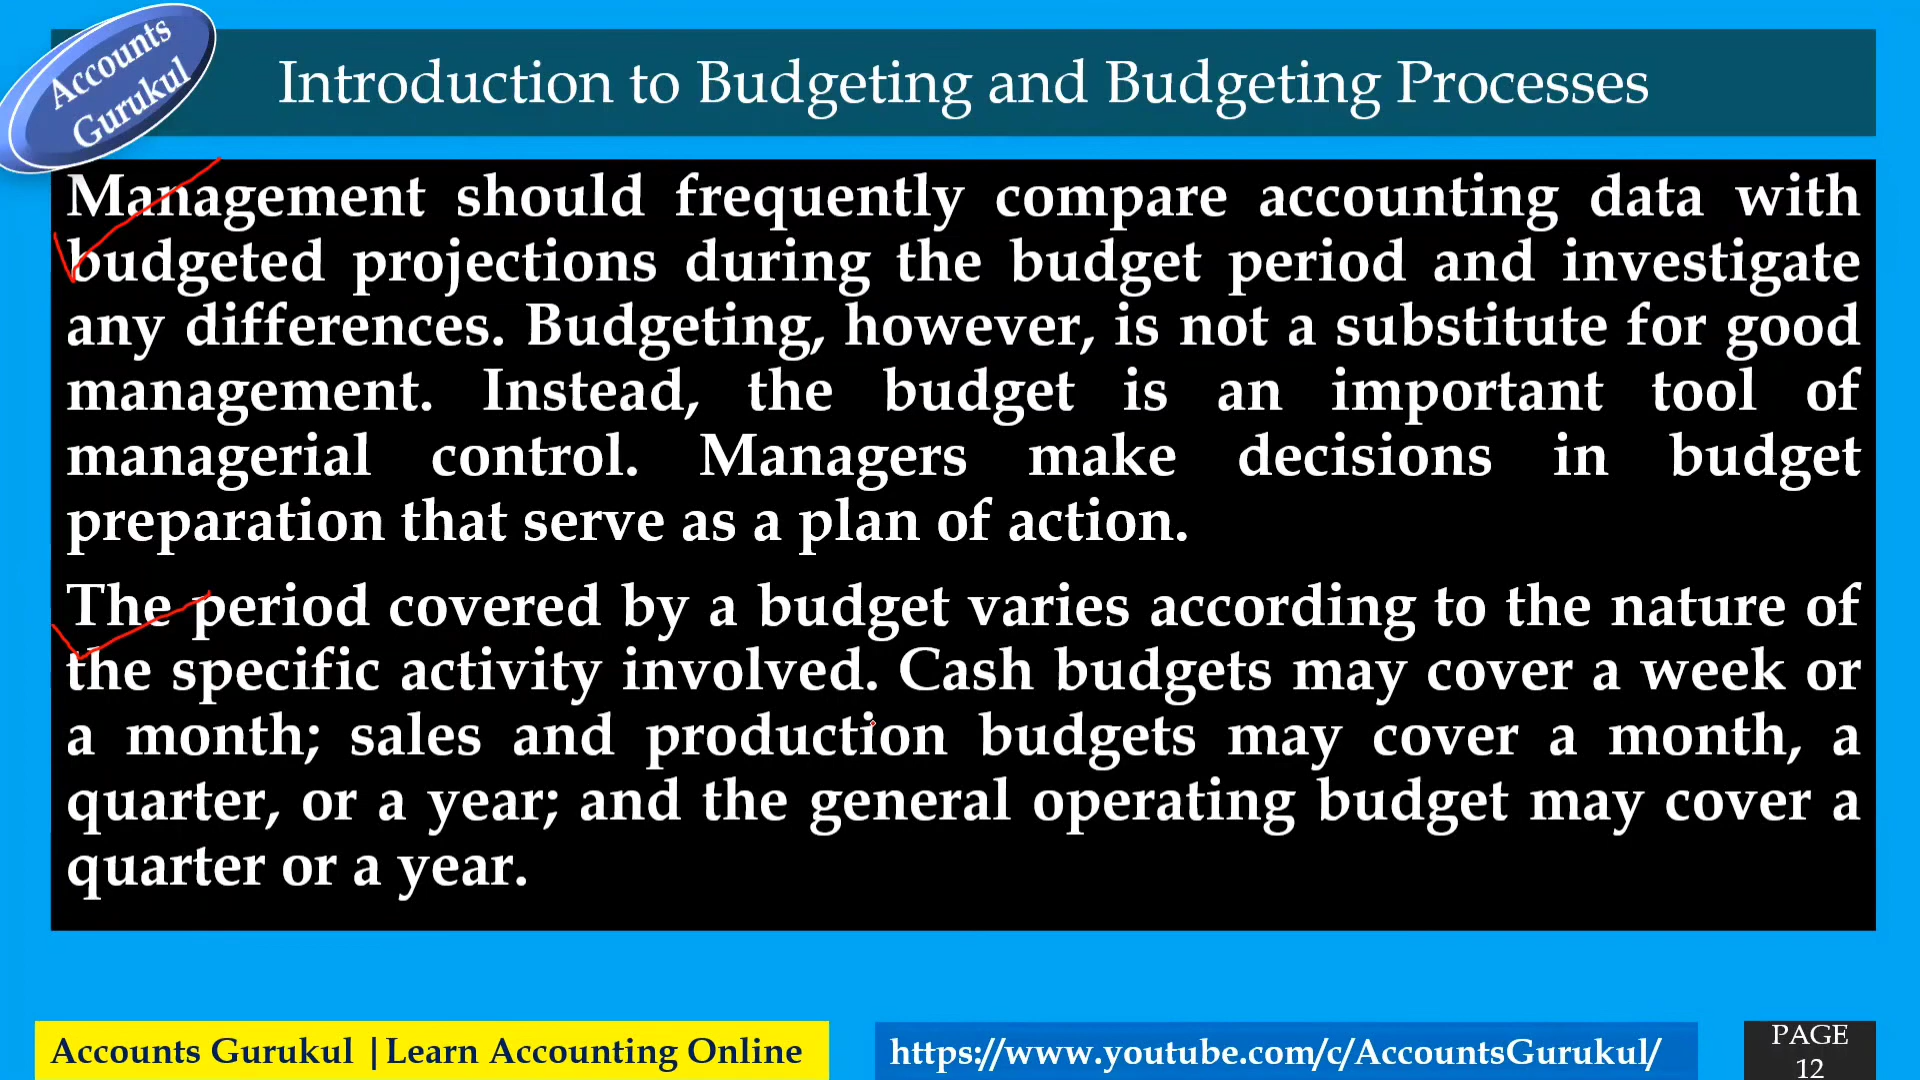 Accounts
Gurukul
Introduction to Budgeting and Budgeting Processes
Management should frequently compare accounting data with
budgeted projections during the budget period and investigate
any differences. Budgeting, however, is not a substitute for good
management. Instead, the budget is an important tool of
managerial control. Managers make decisions in budget
preparation that serve as a plan of action.
The period covered by a budget varies according to the nature of
the specific activity involved. Cash budgets may cover a week or
a month; sales and production budgets may cover a month, a
quarter, or a year; and the general operating budget may cover a
quarter or a year.
Accounts Gurukul |Learn Accounting Online
https://www.youtube.com/c/AccountsGurukul/
PAGE
12